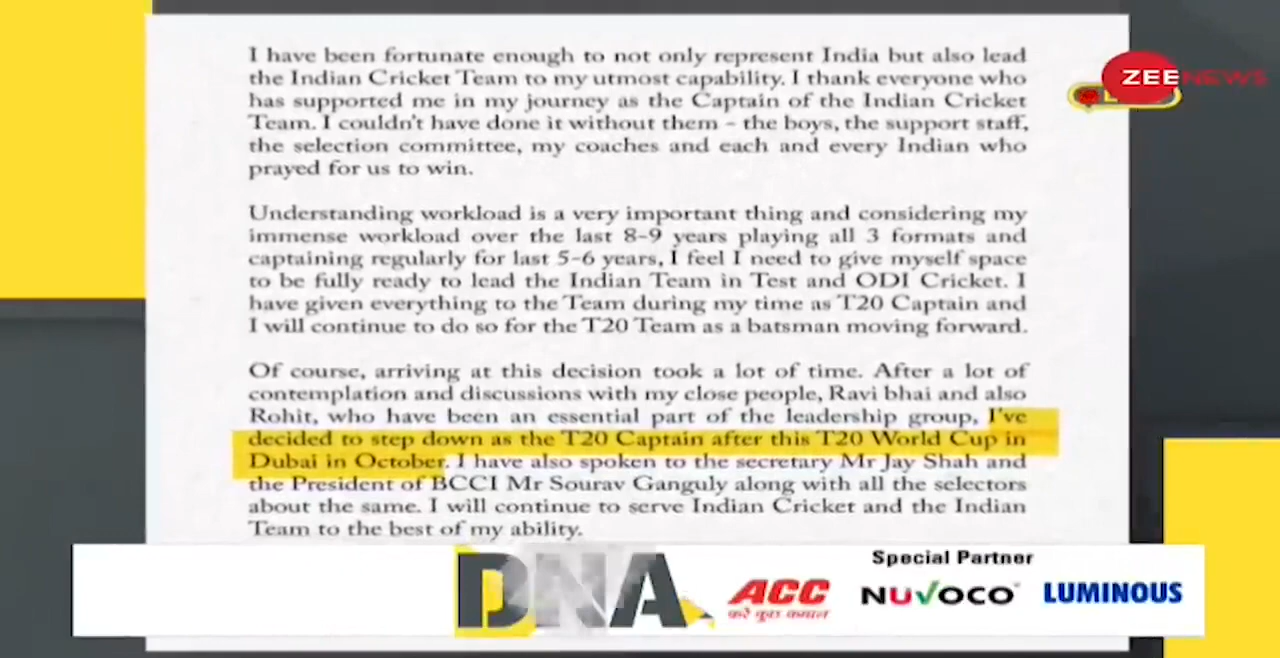 I have been fortunate enough to not only represent India but also lead
the Indian Cricket Team to my utmost capability. I thank everyone who
has supported me in my journey as the Captain of the Indian Cricket
Team. I couldn't have done it without them – the boys, the support staff,
the selection committee, my coaches and each and every Indian who
prayed for us to win.
Understanding workload is a very important thing and considering my
immense workload over the last 8-9 years playing all 3 formats and
captaining regularly for last 5-6 years, I feel I need to give myself space
to be fully ready to lead the Indian Team in Test and ODI Cricket. I
have given everything to the Team during my time as T20 Captain and
I will continue to do so for the T20 Team as a batsman moving forward.
Of course, arriving at this decision took a lot of time. After a lot of
contemplation and discussions with my close people, Ravi bhai and also
Rohit, who have been an essential part of the leadership group, I've
decided to step down as the T20 Captain after this T20 World Cup in
Dubai in October. I have also spoken to the secretary Mr Jay Shah and
the President of BCCI Mr Sourav Ganguly along with all the selectors
about the same. I will continue to serve Indian Cricket and the Indian
Team to the best of my ability.
ZEE NEWS
DNA
Special Partner
ACC
करे पूरा कमाल
NUVOCO
LUMINOUS